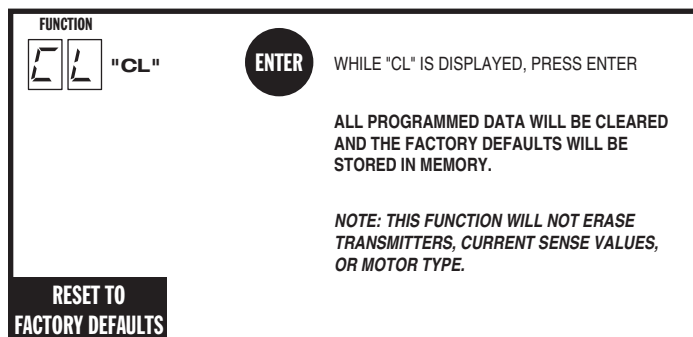 FUNCTION
CL "CL"
ENTER
WHILE "CL" IS DISPLAYED, PRESS ENTER
ALL PROGRAMMED DATA WILL BE CLEARED
AND THE FACTORY DEFAULTS WILL BE
STORED IN MEMORY.
NOTE: THIS FUNCTION WILL NOT ERASE
TRANSMITTERS, CURRENT SENSE VALUES,
OR MOTOR TYPE.
RESET TO
FACTORY DEFAULTS